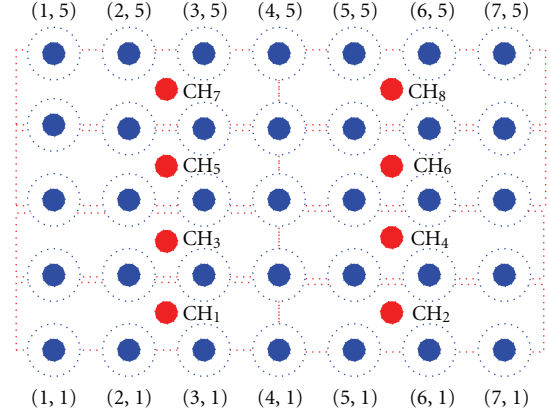 (1, 5) (2, 5) (3, 5) (4, 5) (5, 5) (6, 5) (7, 5)
CH7 CH8
CH5 CH6
CH3 CH4
CH1 CH2
(1, 1) (2, 1) (3, 1) (4, 1) (5, 1) (6, 1) (7, 1)